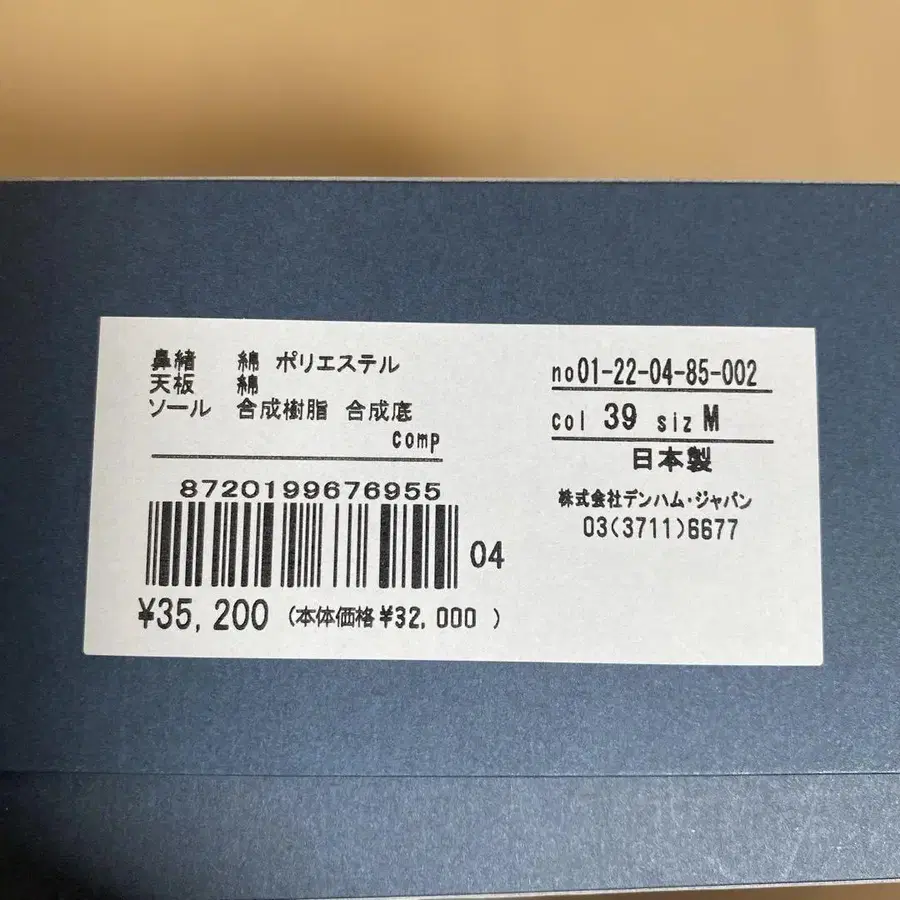 鼻緒 綿 ポリエステル
天板 綿
ソール 合成樹脂 合成底
comp
8720199676955
04
¥35,200 (本体価格¥32,000 )
no01-22-04-85-002
col 39 siz M
日本製
株式会社デンハム・ジャパン
03(3711)6677